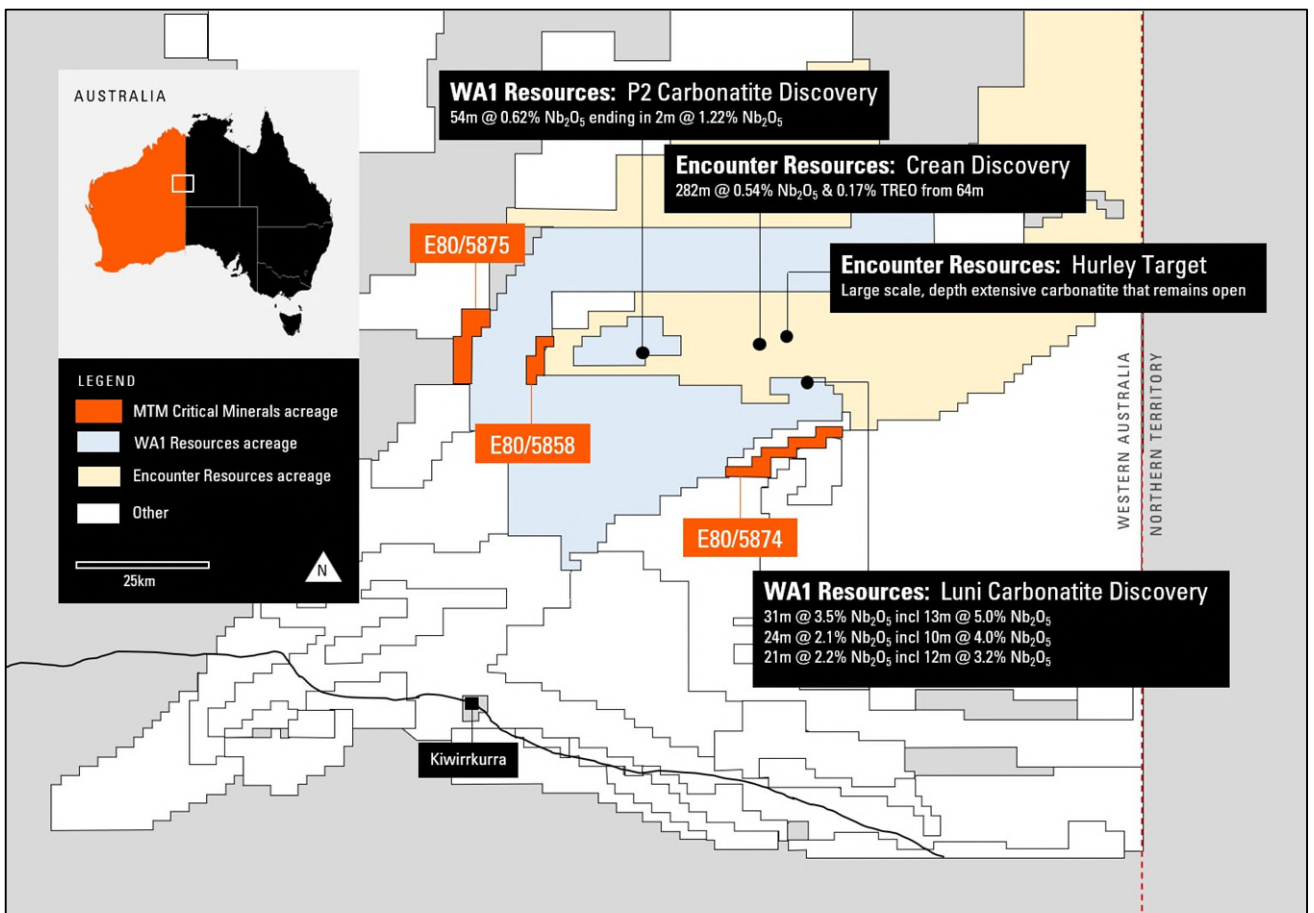 AUSTRALIA
LEGEND
MTM Critical Minerals acreage
WA1 Resources acreage
Encounter Resources acreage
Other
25km
N
WA1 Resources: P2 Carbonatite Discovery
54m @ 0.62% Nb₂O₅ ending in 2m @ 1.22% Nb₂O₅
Encounter Resources: Crean Discovery
282m @ 0.54% Nb₂O₅ & 0.17% TREO from 64m
E80/5875
Encounter Resources: Hurley Target
Large scale, depth extensive carbonatite that remains open
E80/5858
E80/5874
WESTERN AUSTRALIA
NORTHERN TERRITORY
WA1 Resources: Luni Carbonatite Discovery
31m @ 3.5% Nb₂O₅ incl 13m @ 5.0% Nb₂O₅
24m @ 2.1% Nb₂O₅ incl 10m @ 4.0% Nb₂O₅
21m @ 2.2% Nb₂O₅ incl 12m @ 3.2% Nb₂O₅
Kiwirrkurra